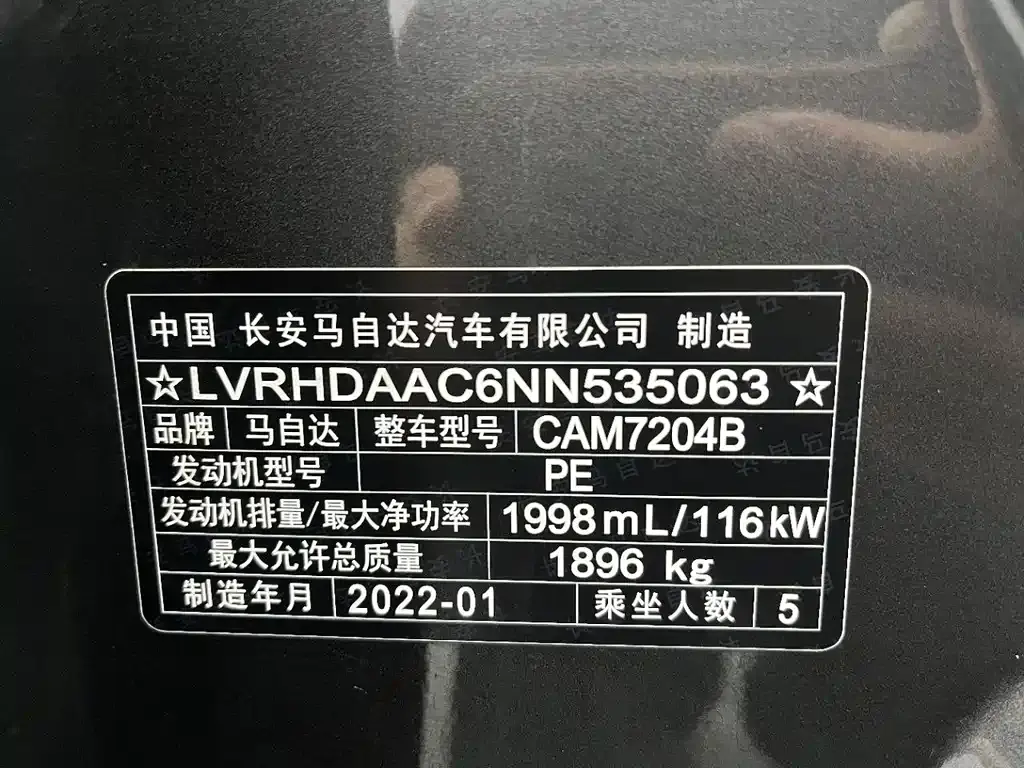 中国 长安马自达汽车有限公司 制造
☆LVRHDAAC6NN535063☆
品牌 马自达 整车型号 CAM7204B
发动机型号 PE
发动机排量/最大净功率 1998mL/116kW
最大允许总质量 1896 kg
制造年月 2022-01 乘坐人数 5